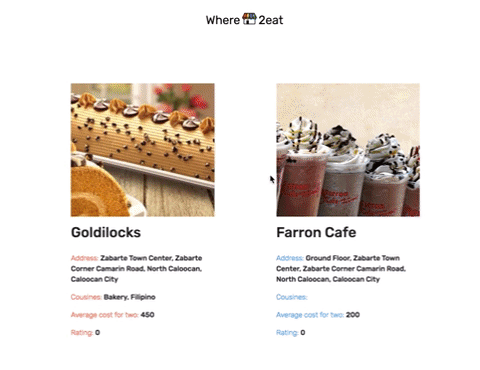 Where 2eat
Goldilocks
Address: Zabarte Town Center, Zabarte
Corner Camarin Road, North Caloocan,
Caloocan City
Cousines: Bakery, Filipino
Average cost for two: 450
Rating: 0
Farron Cafe
Address: Ground Floor, Zabarte Town
Center, Zabarte Corner Camarin Road,
North Caloocan, Caloocan City
Cousines:
Average cost for two: 200
Rating: 0